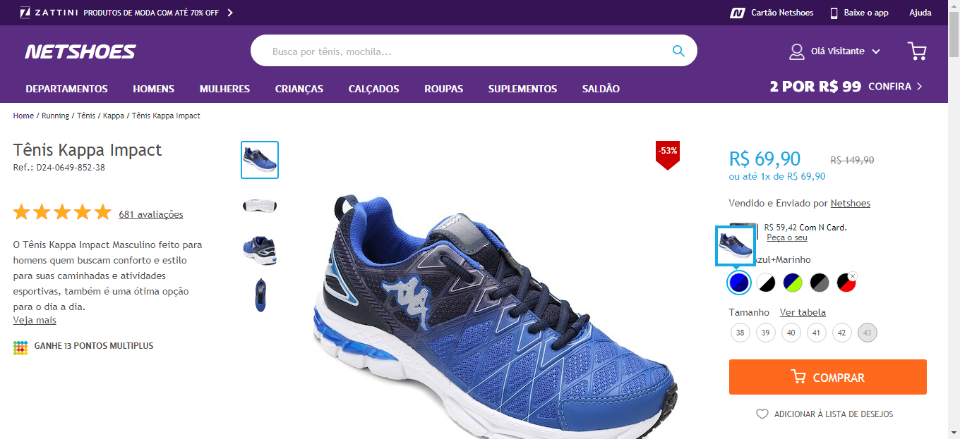 ZATTINI PRODUTOS DE MODA COM ATÉ 70% OFF
Cartão Netshoes
Baixe o app
Ajuda
NETSHOES
Busca por tênis, mochila...
Olá Visitante
DEPARTAMENTOS HOMENS MULHERES CRIANÇAS CALÇADOS ROUPAS SUPLEMENTOS SALDÃO
2 POR R$ 99 CONFIRA
Home / Running / Tênis / Kappa / Tênis Kappa Impact
Tênis Kappa Impact
Ref.: D24-0649-852-38
681 avaliações
O Tênis Kappa Impact Masculino feito para
homens quem buscam conforto e estilo
para suas caminhadas e atividades
esportivas, também é uma ótima opção
para o dia a dia.
Veja mais
GANHE 13 PONTOS MULTIPLUS
-53%
R$ 69,90 R$ 149,90
ou até 1x de R$ 69,90
Vendido e Enviado por Netshoes
R$ 59,42 Com N Card.
Peça o seu
Azul+Marinho
Tamanho Ver tabela
38 39 40 41 42 43
COMPRAR
ADICIONAR À LISTA DE DESEJOS